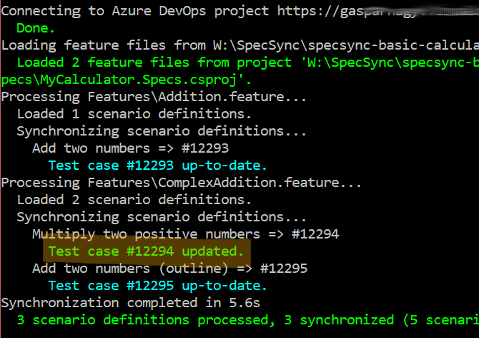 Connecting to Azure DevOps project https://gasparnagy
Done.
Loading feature files from W:\SpecSync\specsync-basic-calcula
Loaded 2 feature files from project 'W:\SpecSync\specsync-b
pecs\MyCalculator.Specs.csproj'.
Processing Features\Addition.feature...
Loaded 1 scenario definitions.
Synchronizing scenario definitions...
Add two numbers => #12293
Test case #12293 up-to-date.
Processing Features\ComplexAddition.feature...
Loaded 2 scenario definitions.
Synchronizing scenario definitions...
Multiply two positive numbers => #12294
Test case #12294 updated.
Add two numbers (outline) => #12295
Test case #12295 up-to-date.
Synchronization completed in 5.6s
3 scenario definitions processed, 3 synchronized (5 scenari